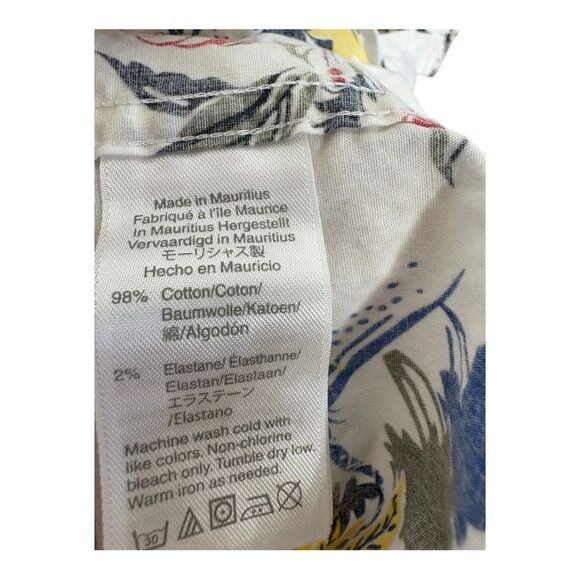 Made in Mauritius
Fabriqué à l'île Maurice
In Mauritius Hergestellt
Vervaardigd in Mauritius
モーリシャス製
Hecho en Mauricio
98% Cotton/Coton/
Baumwolle/Katoen/
綿/Algodón
2% Elastane/ Élasthanne/
Elastan/Elastaan/
エラステーン
/Elastano
Machine wash cold with
like colors. Non-chlorine
bleach only. Tumble dry low.
Warm iron as needed.
30